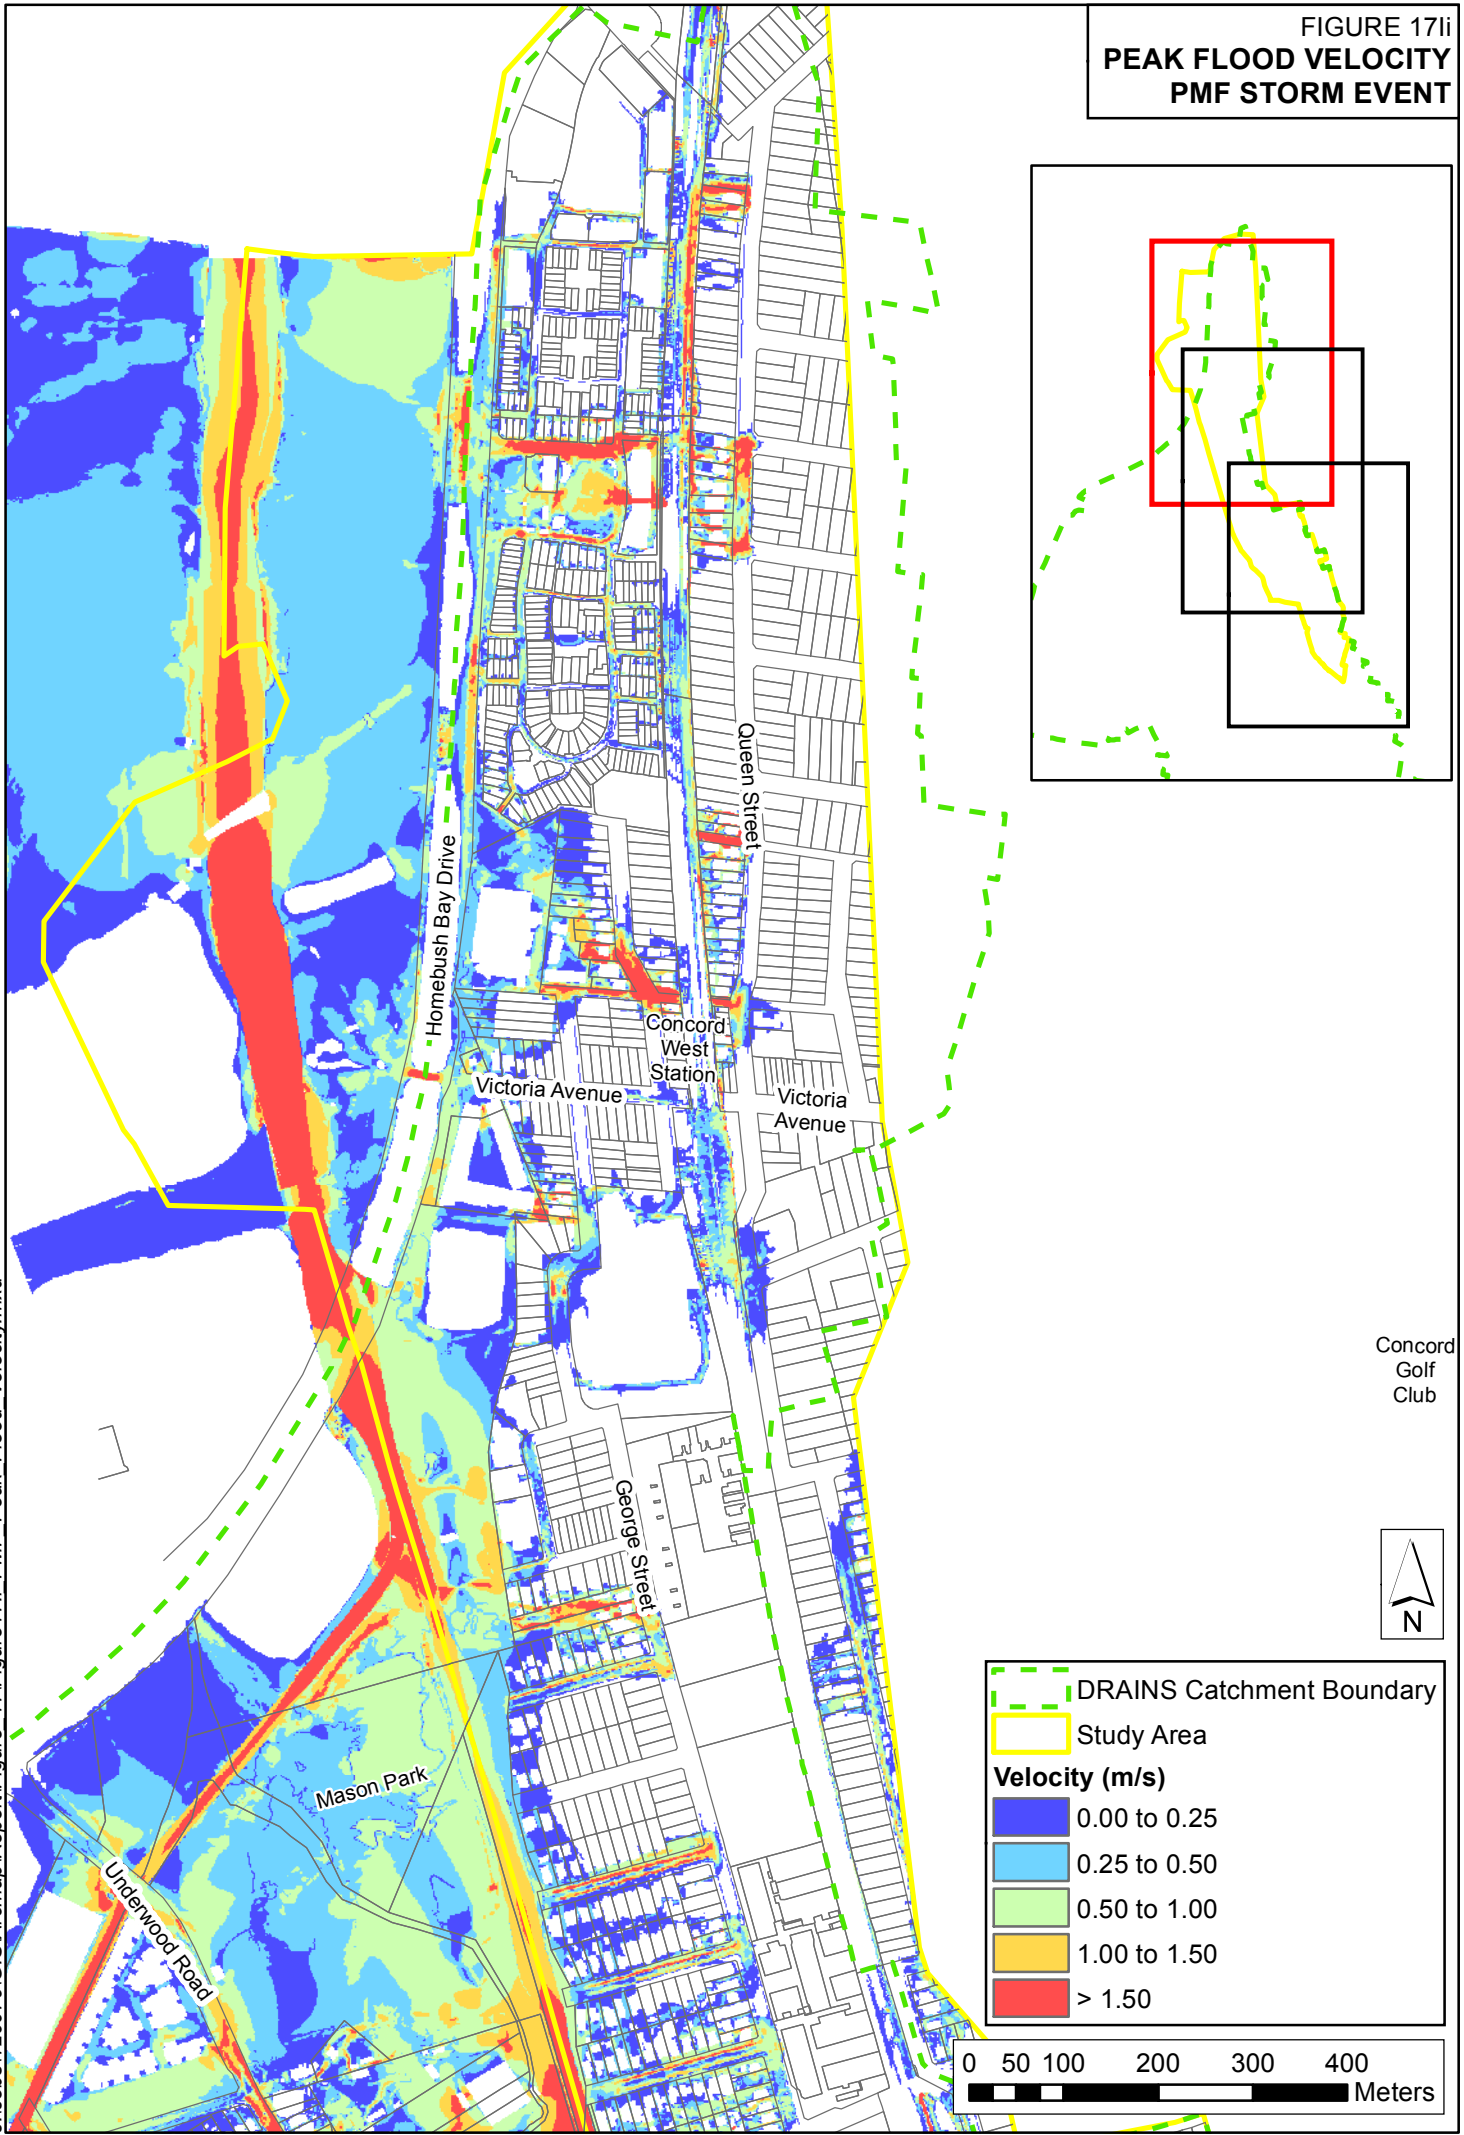 FIGURE 17Ii
PEAK FLOOD VELOCITY
PMF STORM EVENT
Queen Street
Homebush Bay Drive
Concord
West
Station
Victoria Avenue
Victoria
Avenue
Concord
Golf
Club
George Street
N
Mason Park
Underwood Road
DRAINS Catchment Boundary
Study Area
Velocity (m/s)
0.00 to 0.25
0.25 to 0.50
0.50 to 1.00
1.00 to 1.50
> 1.50
0 50 100 200 300 400
Meters